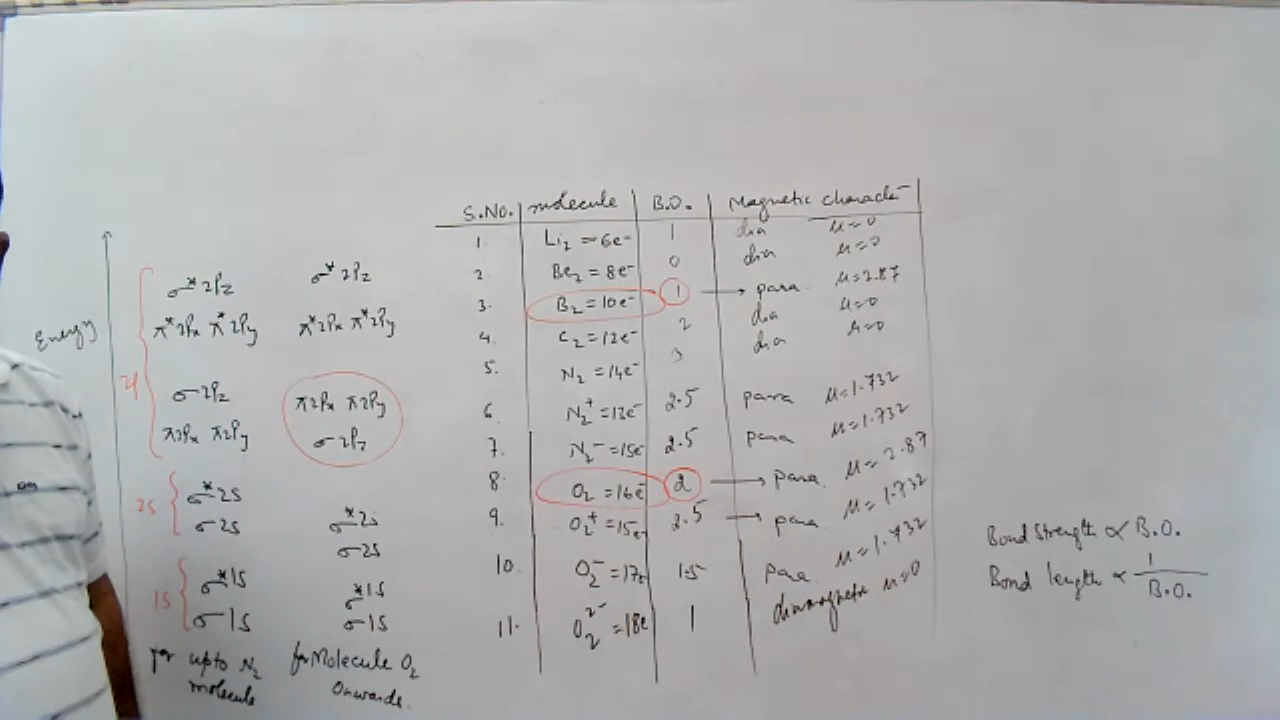 Energy
2p
σ*2Pz
π*2Px π*2Py
σ2Pz
π2Px π2Py
2s
σ*2s
σ2s
1s
σ*1s
σ1s
for upto N₂
molecule
σ*2Pz
π*2Px π*2Py
π2Px π2Py
σ2Pz
σ*2s
σ2s
σ*1s
σ1s
for Molecule O₂
Onwards.
S.No. molecule B.O. Magnetic character
1. Li₂ = 6e⁻ 1 dia μ=0
2. Be₂ = 8e⁻ 0 dia μ=0
3. B₂ = 10e⁻ 1 → para μ=2.87
4. C₂ = 12e⁻ 2 dia μ=0
5. N₂ = 14e⁻ 3 dia μ=0
6. N₂⁺ = 13e⁻ 2.5 para μ=1.732
7. N₂⁻ = 15e⁻ 2.5 para μ=1.732
8. O₂ = 16e⁻ 2 → para μ=2.87
9. O₂⁺ = 15e⁻ 2.5 → para μ=1.732
10. O₂⁻ = 17e 1.5 para μ=1.732
11. O₂²⁻ = 18e 1 diamagnetic μ=0
Bond Strength ∝ B.O.
Bond length ∝ 1/B.O.